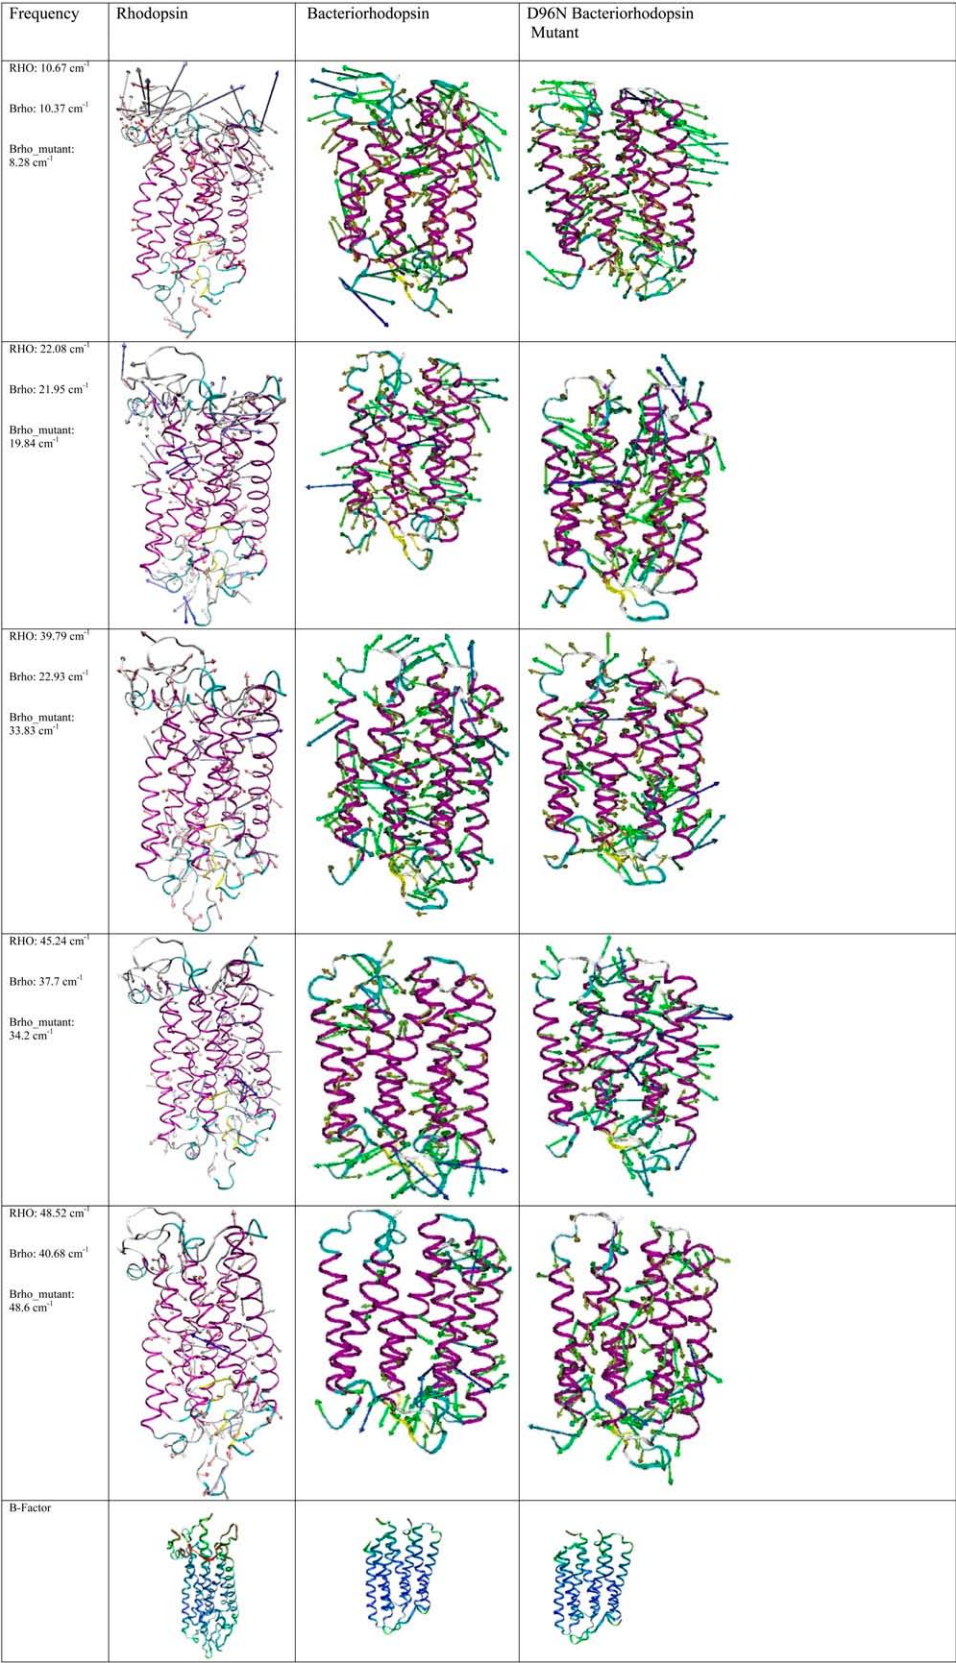 Frequency
Rhodopsin
Bacteriorhodopsin
D96N Bacteriorhodopsin
Mutant
RHO: 10.67 cm⁻¹
Brho: 10.37 cm⁻¹
Brho_mutant:
8.28 cm⁻¹
RHO: 22.08 cm⁻¹
Brho: 21.95 cm⁻¹
Brho_mutant:
19.84 cm⁻¹
RHO: 39.79 cm⁻¹
Brho: 22.93 cm⁻¹
Brho_mutant:
33.83 cm⁻¹
RHO: 45.24 cm⁻¹
Brho: 37.7 cm⁻¹
Brho_mutant:
34.2 cm⁻¹
RHO: 48.52 cm⁻¹
Brho: 40.68 cm⁻¹
Brho_mutant:
48.6 cm⁻¹
B-Factor